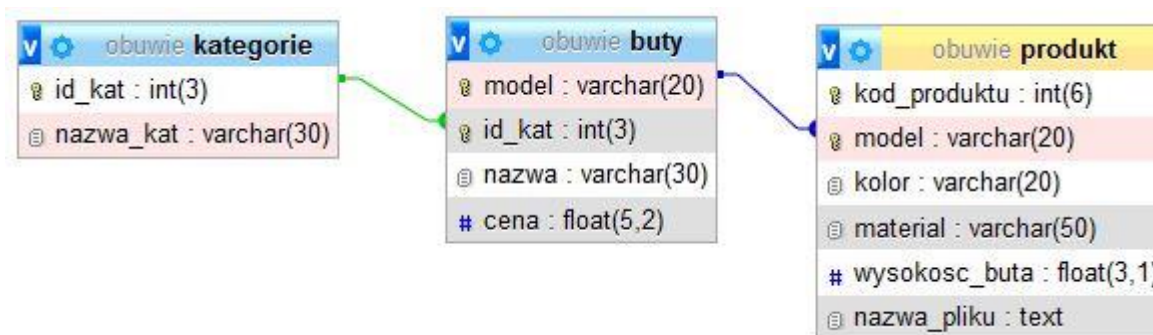 v obuwie kategorie
id_kat : int(3)
nazwa_kat : varchar(30)
v obuwie buty
model : varchar(20)
id_kat : int(3)
nazwa : varchar(30)
# cena : float(5,2)
v obuwie produkt
kod_produktu : int(6)
model : varchar(20)
kolor : varchar(20)
material : varchar(50)
# wysokosc_buta : float(3,1)
nazwa_pliku : text